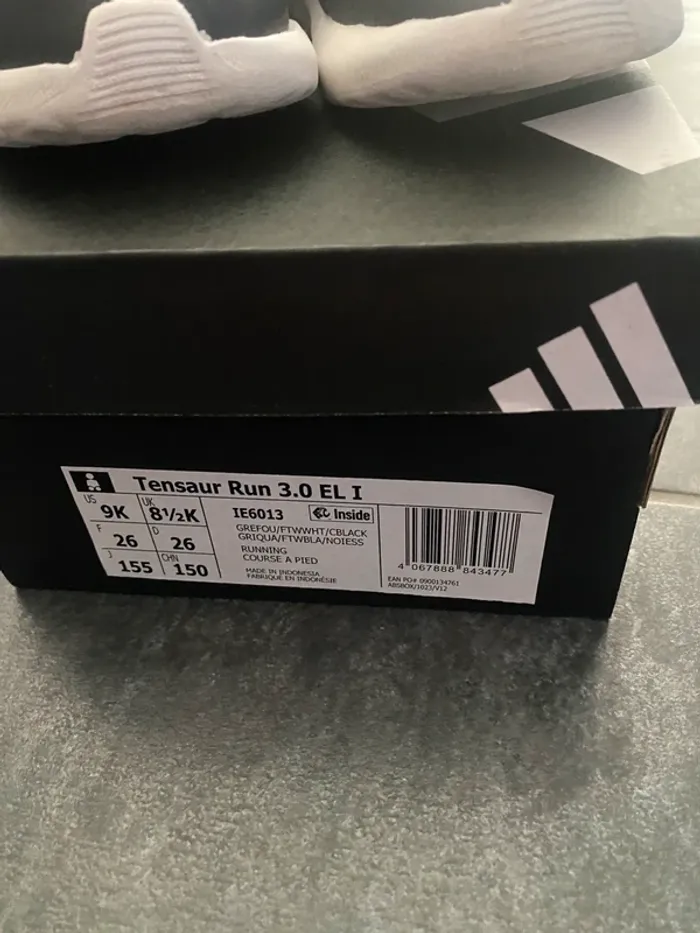 Tensaur Run 3.0 EL I
US 9K UK 8½K
F 26 D 26
J 155 CHN 150
IE6013 Inside
GREFOU/FTWWHT/CBLACK
GRIQUA/FTWBLA/NOIESS
RUNNING
COURSE A PIED
MADE IN INDONESIA
FABRIQUÉ EN INDONÉSIE
4 067888 843477
EAN PO# 0900134761
ABSBOX/1023/V12